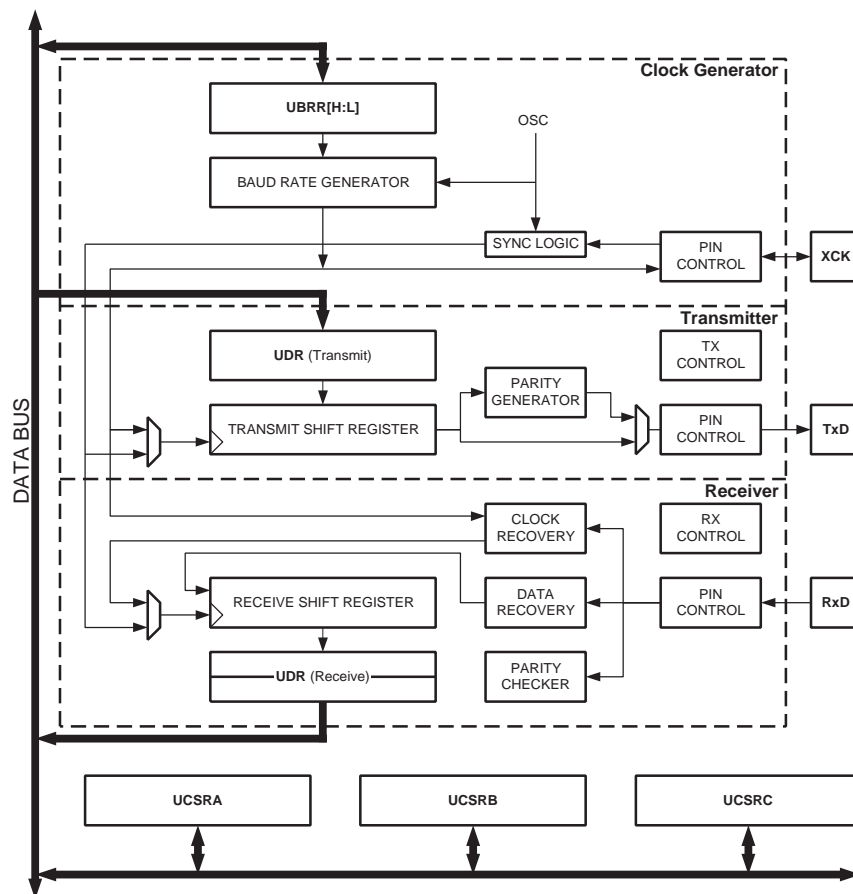 Clock Generator
UBRR[H:L]
OSC
BAUD RATE GENERATOR
SYNC LOGIC
PIN
CONTROL
XCK
Transmitter
UDR (Transmit)
TX
CONTROL
PARITY
GENERATOR
TRANSMIT SHIFT REGISTER
PIN
CONTROL
TxD
DATA BUS
Receiver
CLOCK
RECOVERY
RX
CONTROL
RECEIVE SHIFT REGISTER
DATA
RECOVERY
PIN
CONTROL
RxD
UDR (Receive)
PARITY
CHECKER
UCSRA
UCSRB
UCSRC